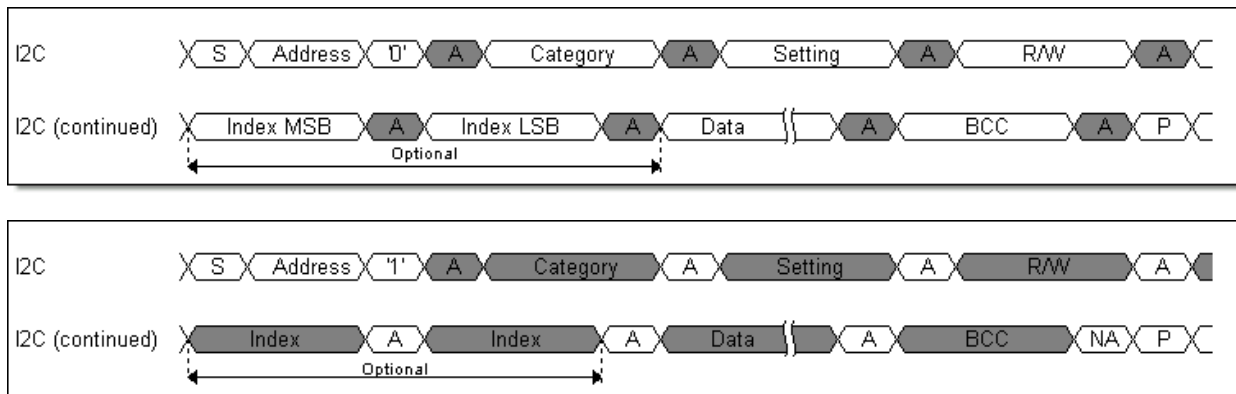 I2C S Address '0' A Category A Setting A R/W A
I2C (continued) Index MSB A Index LSB A Data A BCC A P
Optional
I2C S Address '1' A Category A Setting A R/W A
I2C (continued) Index A Index A Data A BCC NA P
Optional